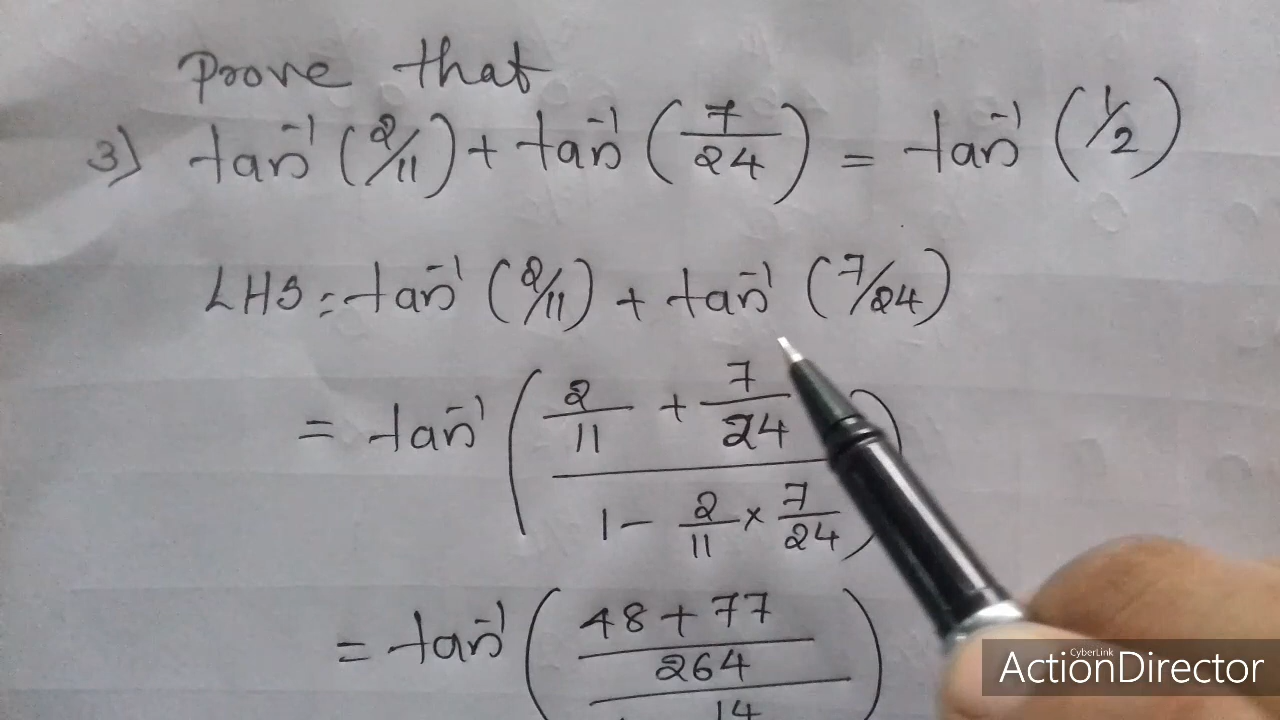 Prove that
3) tan⁻¹ (2/11) + tan⁻¹ (7/24) = tan⁻¹ (1/2)
LHS = tan⁻¹ (2/11) + tan⁻¹ (7/24)
= tan⁻¹ ( (2/11 + 7/24) / (1 - 2/11 × 7/24) )
= tan⁻¹ ( (48 + 77)/264 / 14
CyberLink
ActionDirector